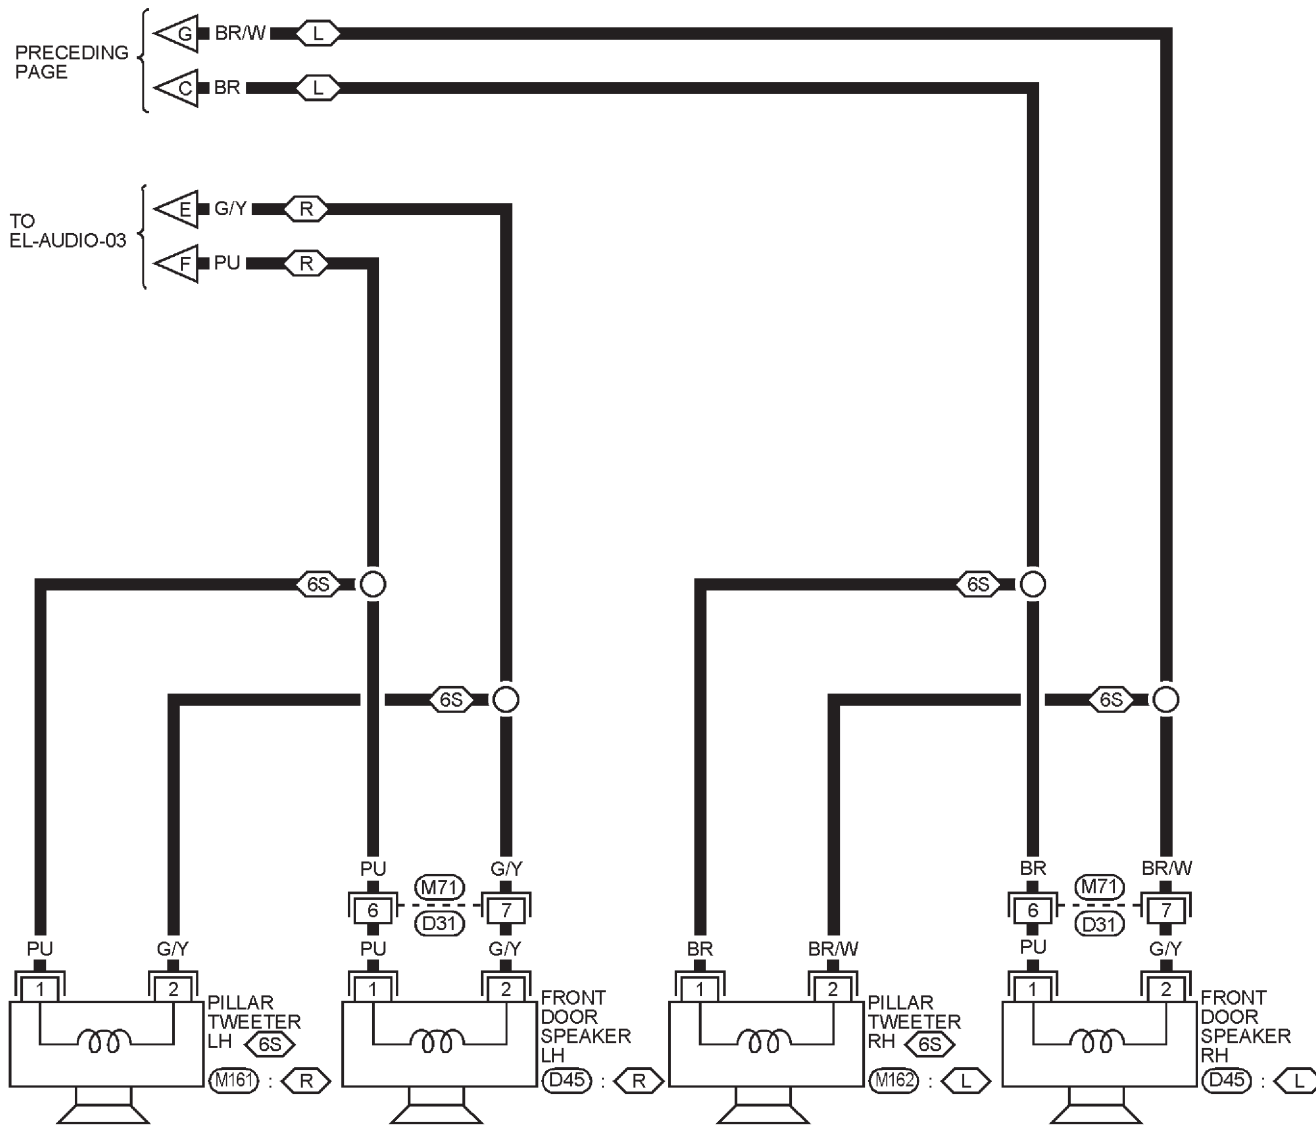 PRECEDING
PAGE
G BR/W L
C BR L
TO
EL-AUDIO-03
E G/Y R
F PU R
6S 6S
6S 6S
PU G/Y BR BR/W
M71 M71
6 7 6 7
D31 D31
PU G/Y PU G/Y BR BR/W PU G/Y
1 2 1 2 1 2 1 2
PILLAR
TWEETER
LH 6S
M161 : R
FRONT
DOOR
SPEAKER
LH
D45 : R
PILLAR
TWEETER
RH 6S
M162 : L
FRONT
DOOR
SPEAKER
RH
D45 : L